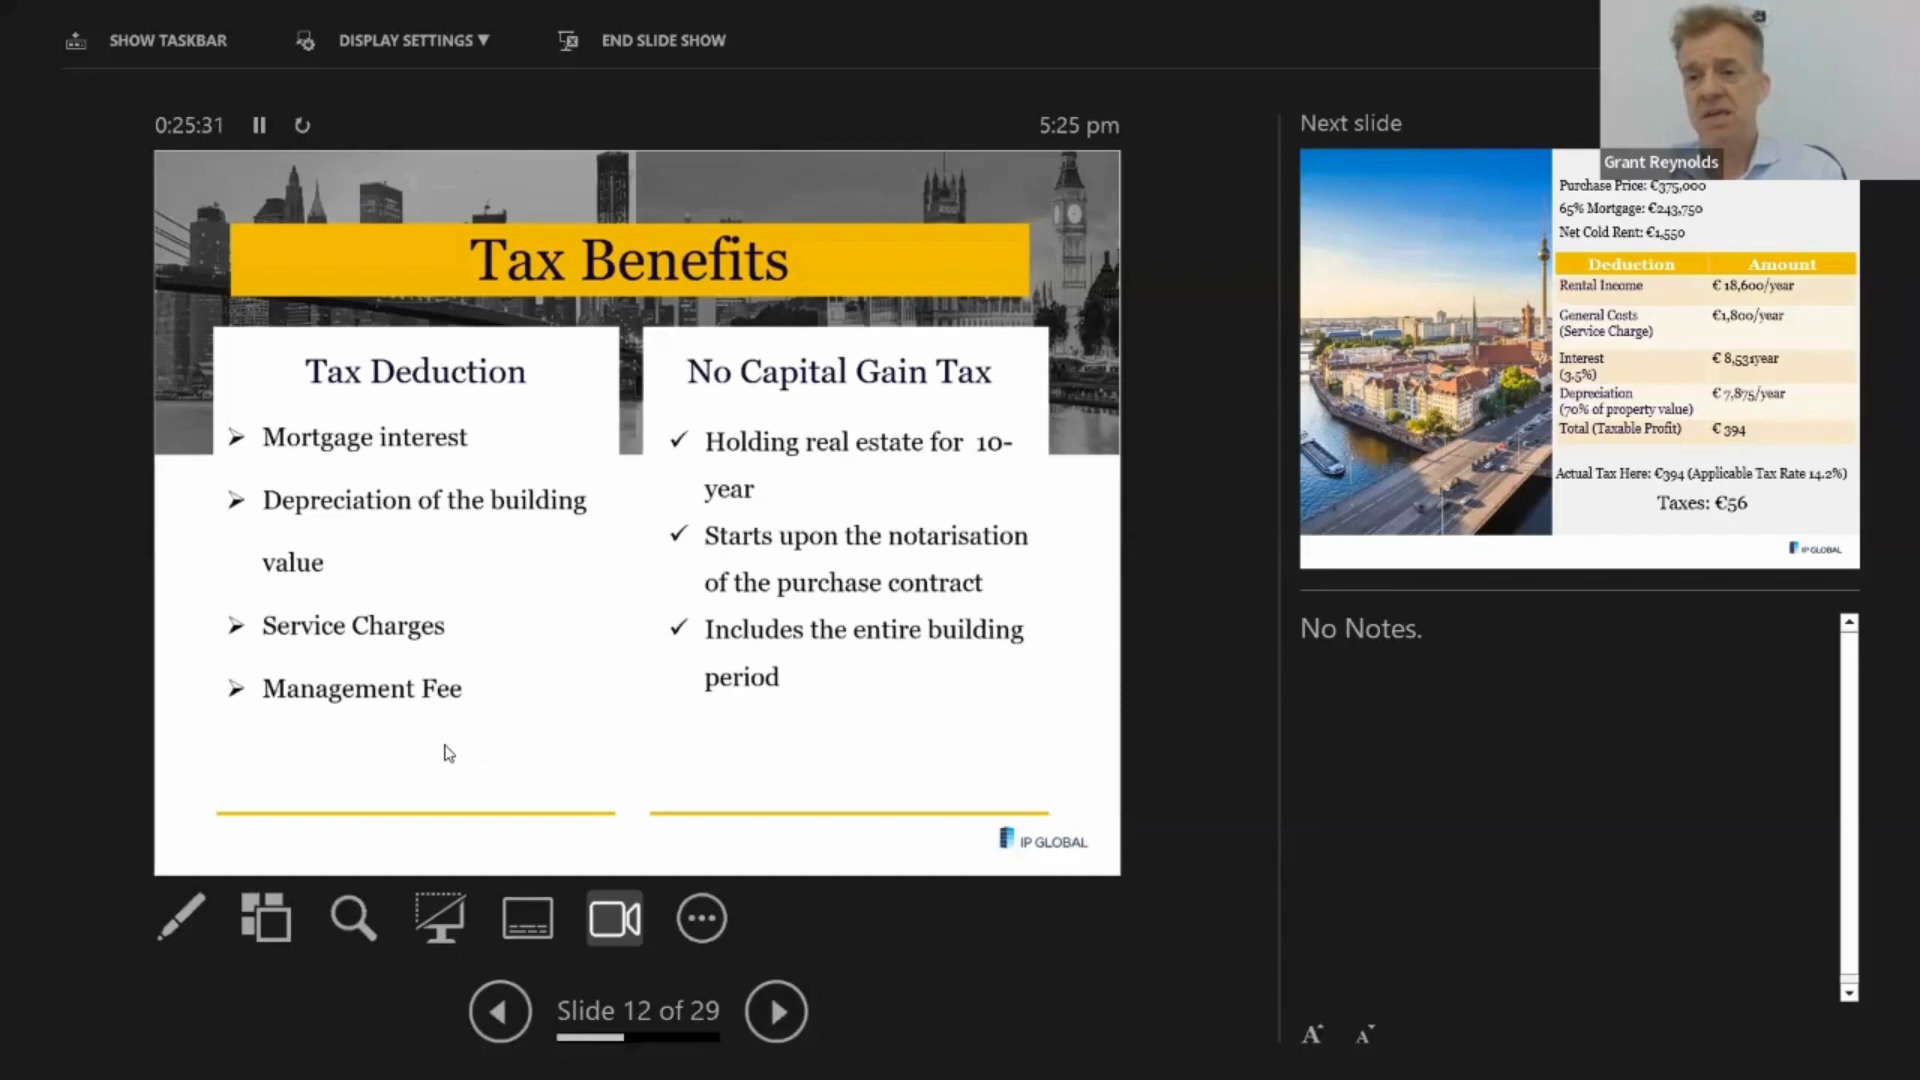 SHOW TASKBAR
DISPLAY SETTINGS ▼
END SLIDE SHOW
0:25:31
5:25 pm
Tax Benefits
Tax Deduction
➢ Mortgage interest
➢ Depreciation of the building
value
➢ Service Charges
➢ Management Fee
No Capital Gain Tax
✓ Holding real estate for 10-
year
✓ Starts upon the notarisation
of the purchase contract
✓ Includes the entire building
period
IP GLOBAL
Slide 12 of 29
Next slide
Grant Reynolds
Purchase Price: €375,000
65% Mortgage: €243,750
Net Cold Rent: €1,550
Deduction Amount
Rental Income € 18,600/year
General Costs €1,800/year
(Service Charge)
Interest € 8,531year
(3.5%)
Depreciation € 7,875/year
(70% of property value)
Total (Taxable Profit) € 394
Actual Tax Here: €394 (Applicable Tax Rate 14.2%)
Taxes: €56
IP GLOBAL
No Notes.
A A